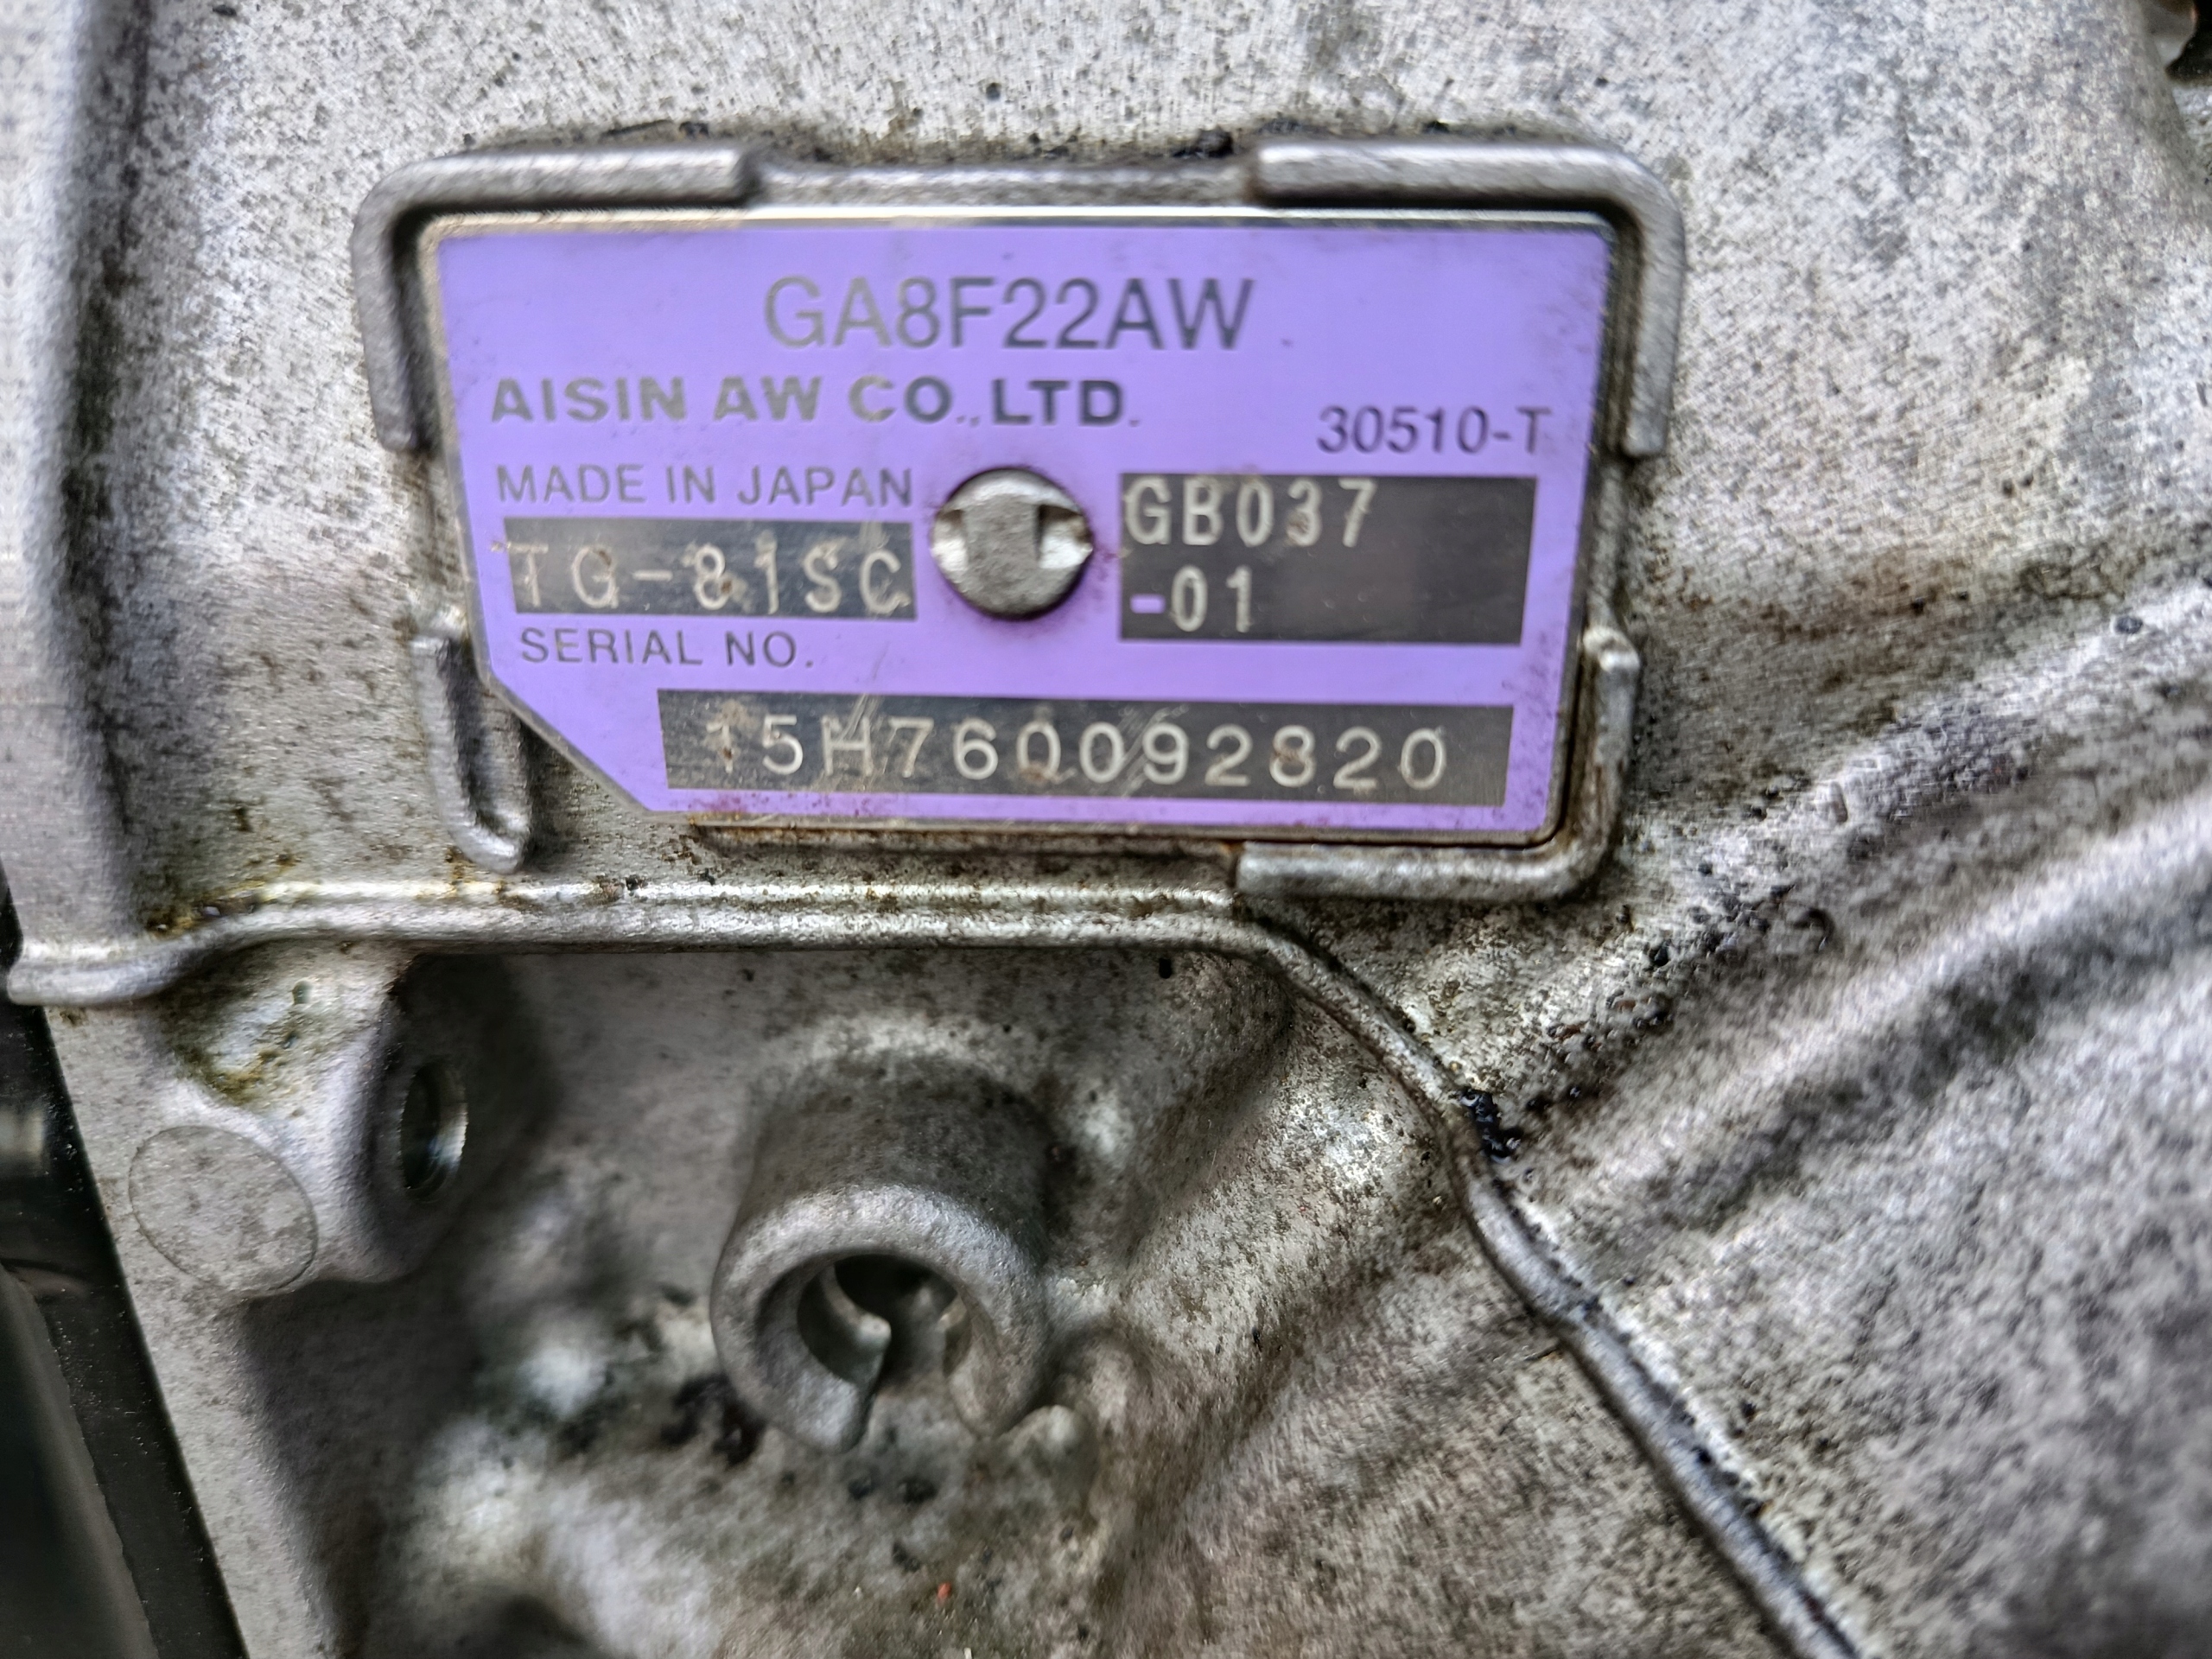 GA8F22AW
AISIN AW CO.,LTD.
30510-T
MADE IN JAPAN
TG-81SC
GB037
-01
SERIAL NO.
15H760092820